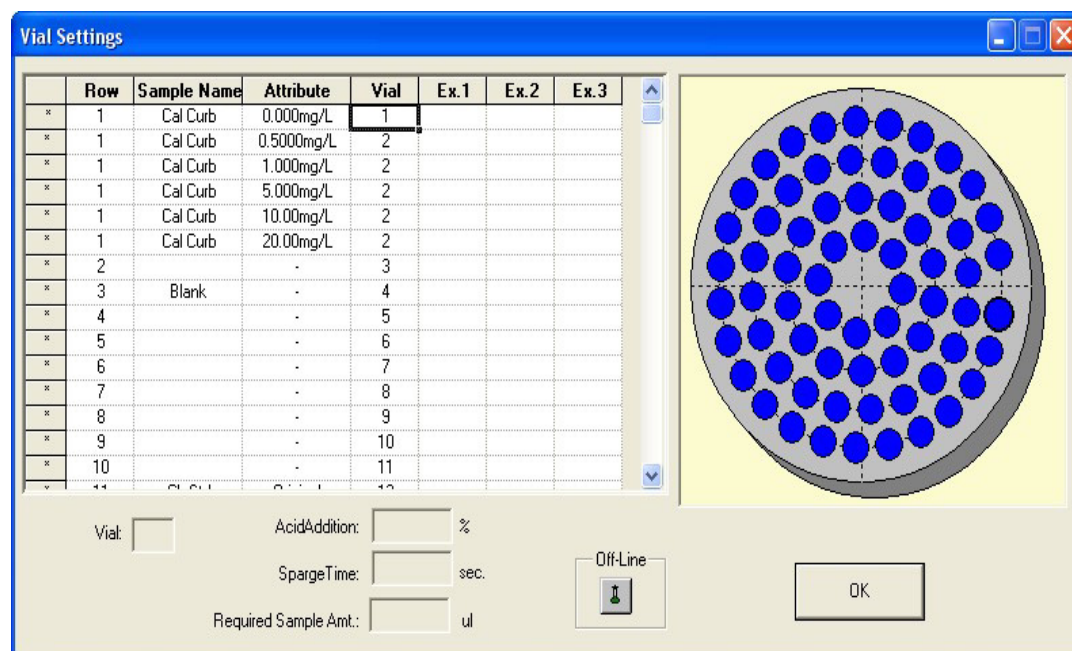 Vial Settings
Row Sample Name Attribute Vial Ex.1 Ex.2 Ex.3
* 1 Cal Curb 0.000mg/L 1
* 1 Cal Curb 0.5000mg/L 2
* 1 Cal Curb 1.000mg/L 2
* 1 Cal Curb 5.000mg/L 2
* 1 Cal Curb 10.00mg/L 2
* 1 Cal Curb 20.00mg/L 2
* 2 - 3
* 3 Blank - 4
* 4 - 5
* 5 - 6
* 6 - 7
* 7 - 8
* 8 - 9
* 9 - 10
* 10 - 11
Vial:
AcidAddition: %
SpargeTime: sec.
Required Sample Amt.: ul
Off-Line
OK